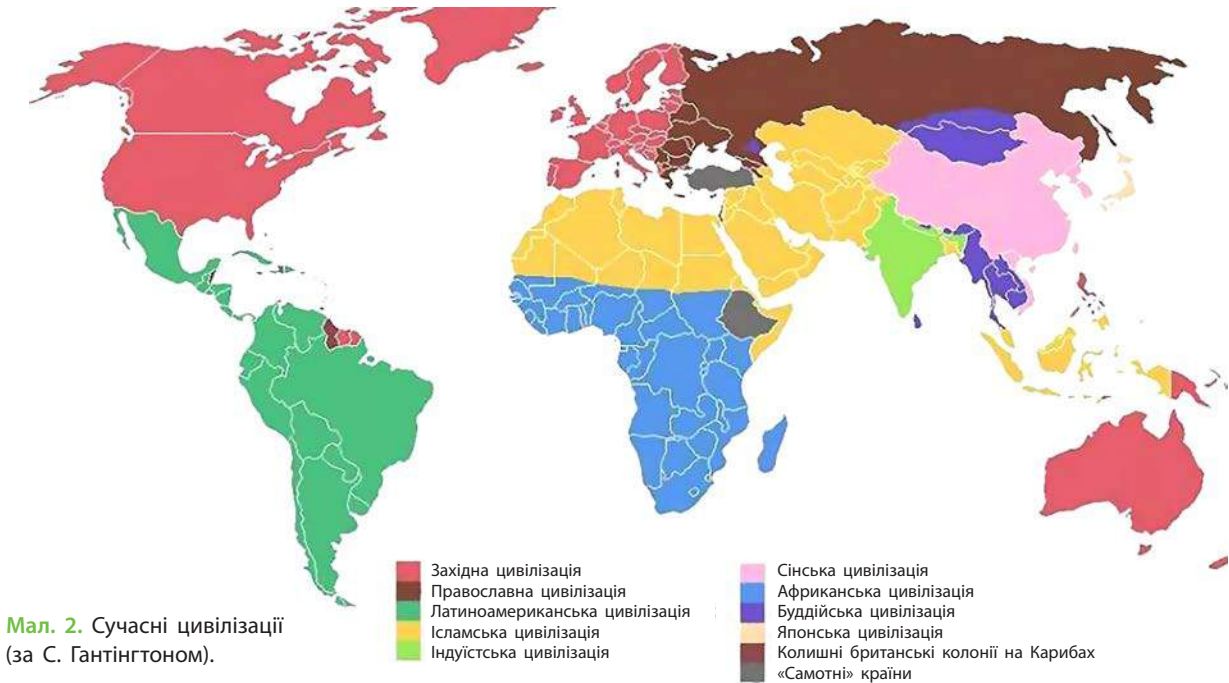 Західна цивілізація
Православна цивілізація
Латиноамериканська цивілізація
Ісламська цивілізація
Індуїстська цивілізація
Сінська цивілізація
Африканська цивілізація
Буддійська цивілізація
Японська цивілізація
Колишні британські колонії на Карибах
«Самотні» країни
Мал. 2. Сучасні цивілізації
(за С. Гантінгтоном).